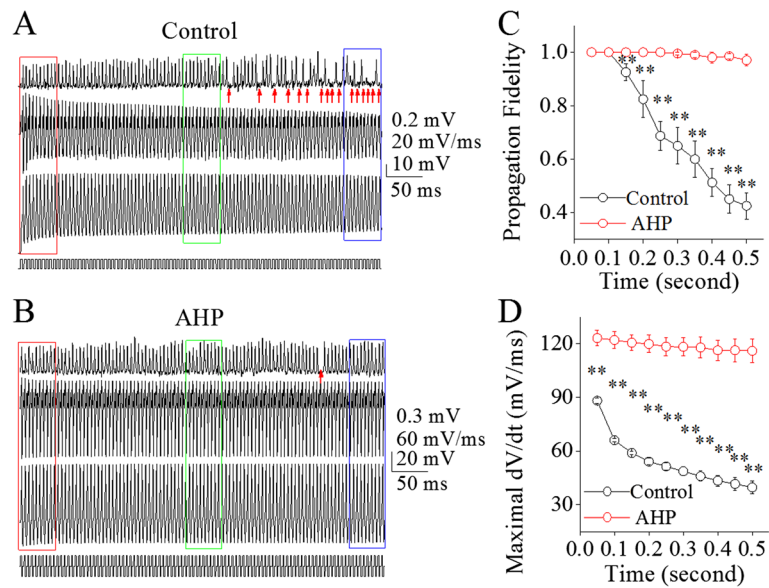 A
Control
0.2 mV
20 mV/ms
10 mV
50 ms
B
AHP
0.3 mV
60 mV/ms
20 mV
50 ms
C
Propagation Fidelity
1.0
0.8
0.6
0.4
** ** ** ** ** ** ** **
Control
AHP
0.0 0.1 0.2 0.3 0.4 0.5
Time (second)
D
Maximal dV/dt (mV/ms)
120
90
60
30
** ** ** ** ** ** ** ** ** **
Control
AHP
0.0 0.1 0.2 0.3 0.4 0.5
Time (second)